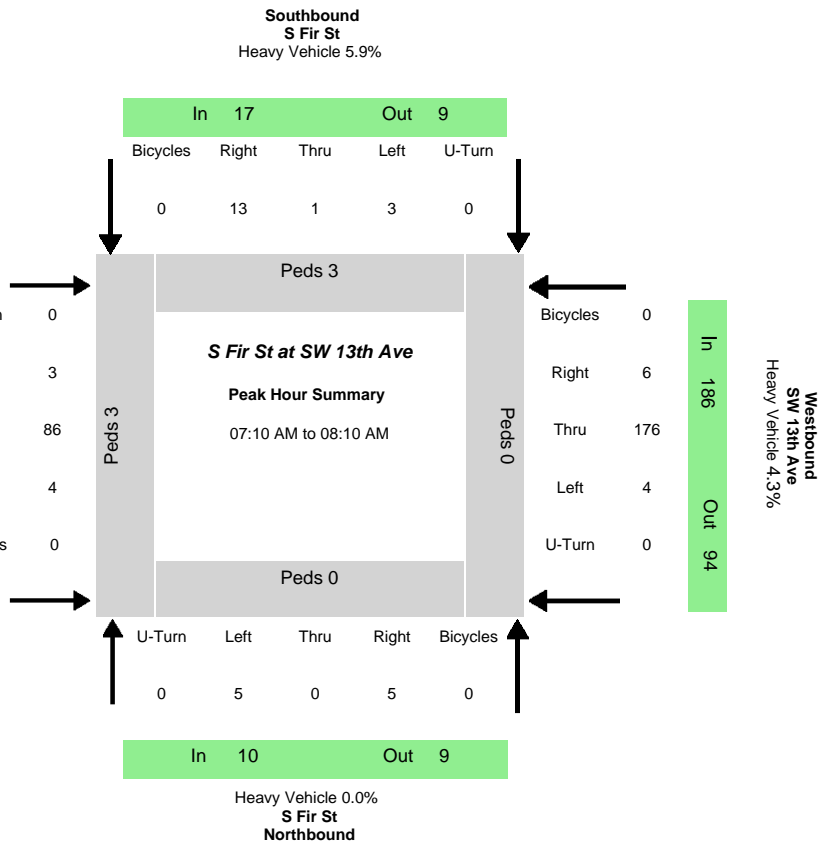 Southbound
S Fir St
Heavy Vehicle 5.9%
In 17 Out 9
Bicycles Right Thru Left U-Turn
0 13 1 3 0
Peds 3
0
3
86
4
0
Peds 3
S Fir St at SW 13th Ave
Peak Hour Summary
07:10 AM to 08:10 AM
Peds 0
Bicycles 0
Right 6
Thru 176
Left 4
U-Turn 0
In 186 Out 94
Westbound
SW 13th Ave
Heavy Vehicle 4.3%
Peds 0
U-Turn Left Thru Right Bicycles
0 5 0 5 0
In 10 Out 9
Heavy Vehicle 0.0%
S Fir St
Northbound